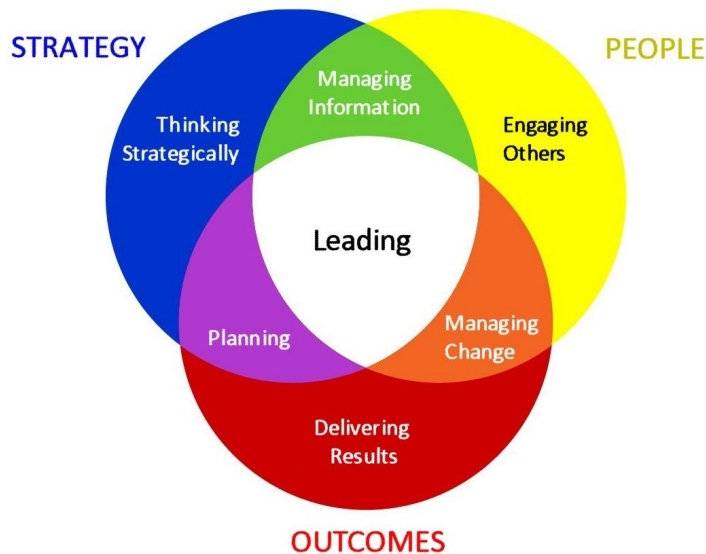 STRATEGY
PEOPLE
Managing
Information
Thinking
Strategically
Engaging
Others
Leading
Planning
Managing
Change
Delivering
Results
OUTCOMES